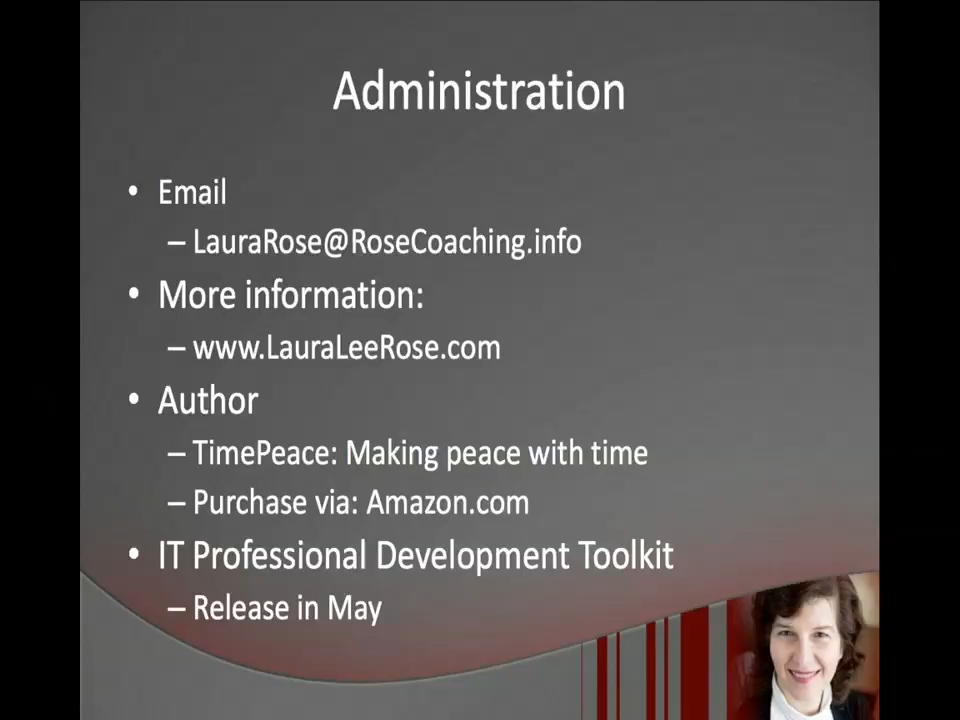 Administration
• Email
– LauraRose@RoseCoaching.info
• More information:
– www.LauraLeeRose.com
• Author
– TimePeace: Making peace with time
– Purchase via: Amazon.com
• IT Professional Development Toolkit
– Release in May